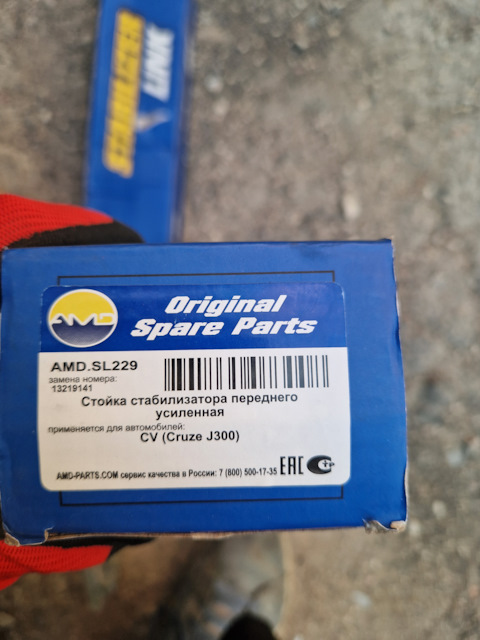 STABILIZER
LINK
AMD
Original
Spare Parts
AMD.SL229
замена номера:
13219141
Стойка стабилизатора переднего
усиленная
применяется для автомобилей:
CV (Cruze J300)
AMD-PARTS.COM сервис качества в России: 7 (800) 500-17-35
EAC